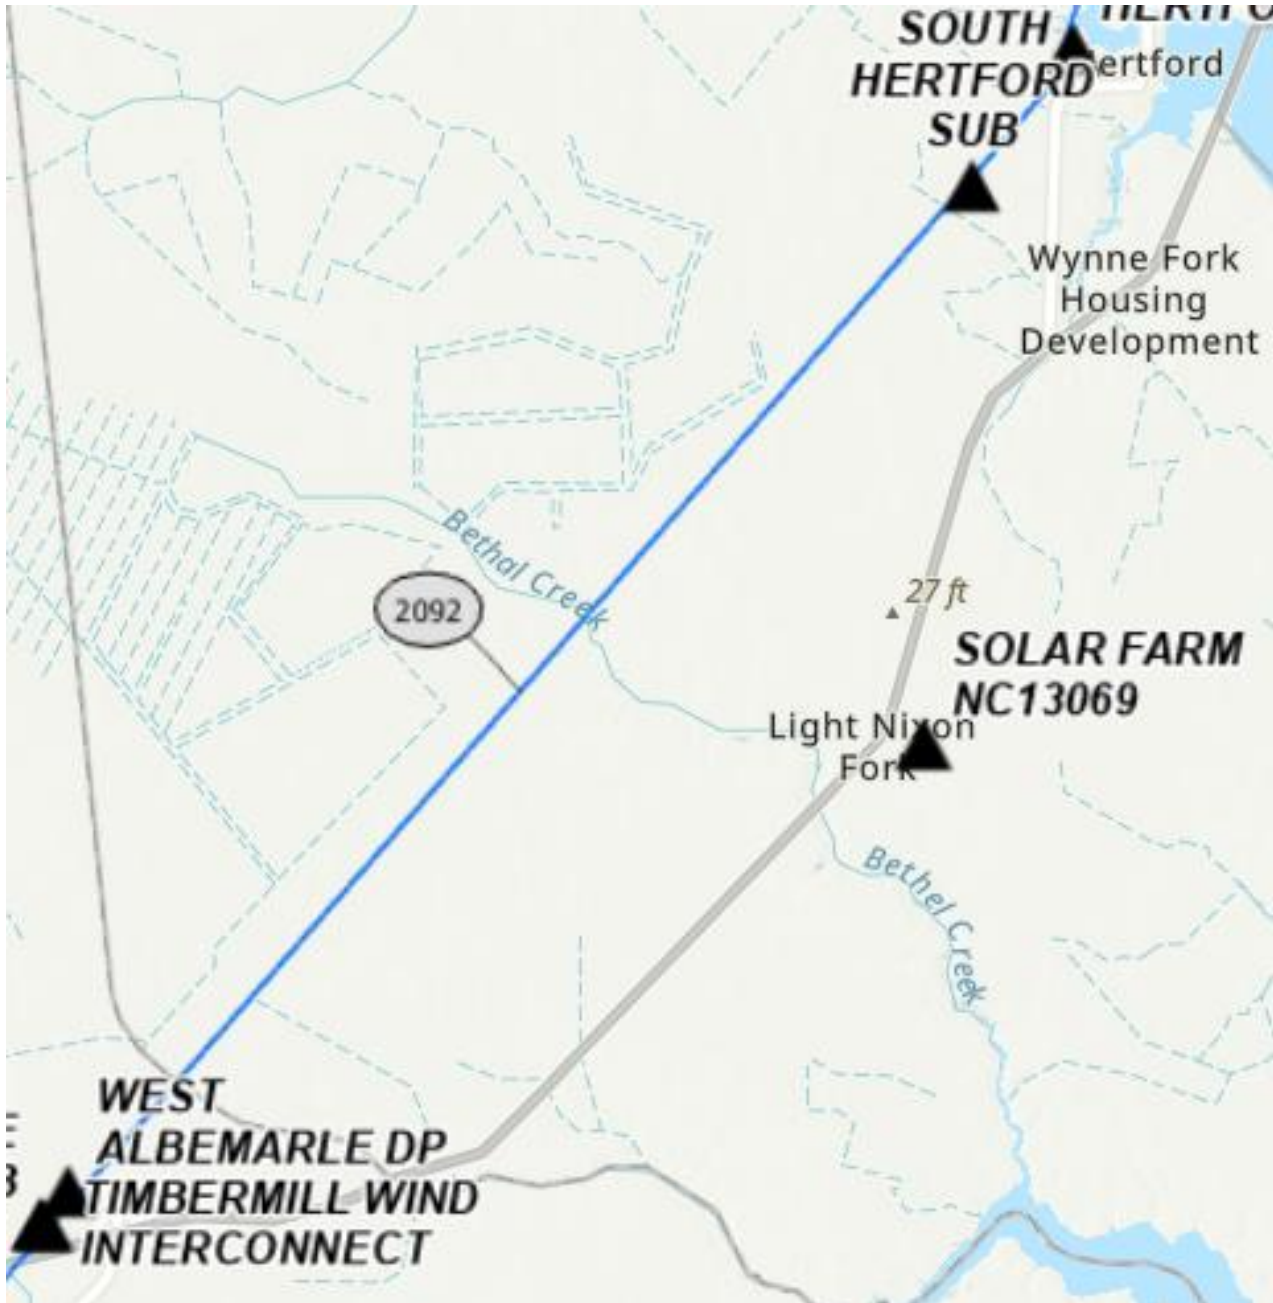 SOUTH
HERTFORD
SUB
Hertford
Wynne Fork
Housing
Development
Bethal Creek
2092
27 ft
SOLAR FARM
NC13069
Light Nixon
Fork
Bethel Creek
WEST
ALBEMARLE DP
TIMBERMILL WIND
INTERCONNECT